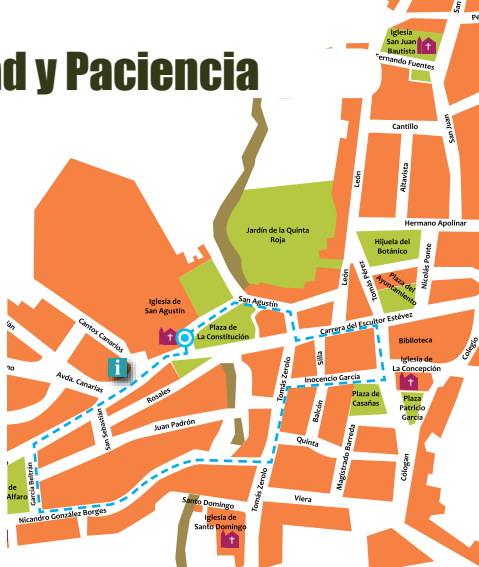 d y Paciencia
San
Iglesia
San Juan
Bautista
Fernando Fuentes
Cantillo
San Juan
León
Altavista
Hermano Apolinar
Jardín de la Quinta
Roja
Hijuela del
Botánico
Nicolás Ponte
Tomás Pérez
Plaza del
Ayuntamiento
León
San Agustín
Iglesia de
San Agustín
Plaza de
La Constitución
Carrera del Escultor Estévez
Cantos Canarios
Silla
Biblioteca
Colegio
Iglesia de
La Concepción
Avda. Canarias
Tomás Zerolo
Inocencio García
Rosales
Balcón
Plaza de
Casañas
Plaza
Patricio
García
San Sebastián
Juan Padrón
Quinta
Magistrado Barreda
Cólogan
García Beltrán
de
Alfaro
Tomás Zerolo
Viera
Santo Domingo
Nicandro González Borges
Iglesia de
Santo Domingo